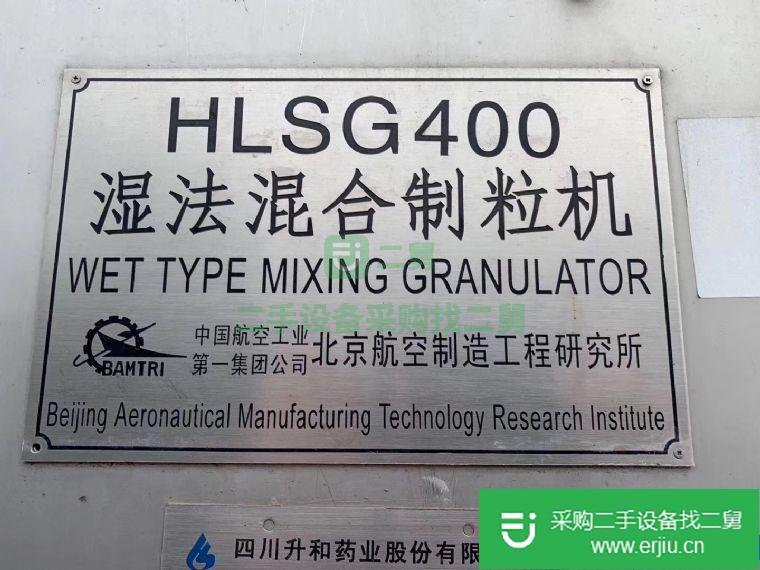 HLSG400
湿法混合制粒机
二舅
WET TYPE MIXING GRANULATOR
二手设备采购找二舅
BAMTRI
中国航空工业
第一集团公司
北京航空制造工程研究所
Beijing Aeronautical Manufacturing Technology Research Institute
四川升和药业股份有限
采购二手设备找二舅
www.erjiu.cn